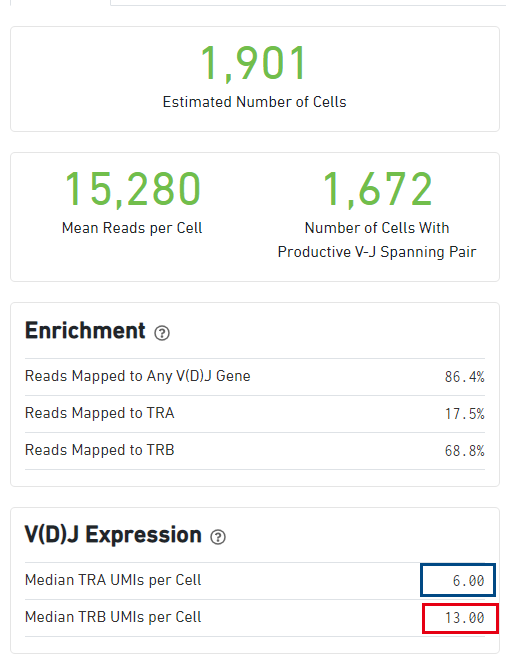 1,901
Estimated Number of Cells
15,280 1,672
Mean Reads per Cell Number of Cells With
Productive V-J Spanning Pair
Enrichment ?
Reads Mapped to Any V(D)J Gene 86.4%
Reads Mapped to TRA 17.5%
Reads Mapped to TRB 68.8%
V(D)J Expression ?
Median TRA UMIs per Cell 6.00
Median TRB UMIs per Cell 13.00